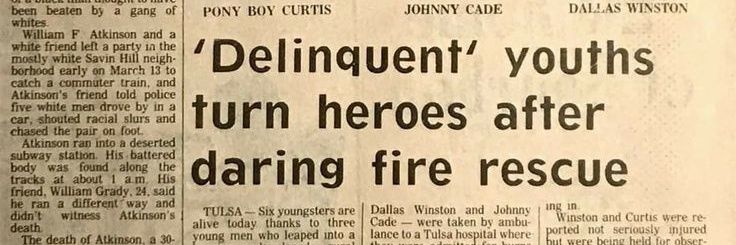 been beaten by a gang of
whites.
William F. Atkinson and a
white friend left a party in the
mostly white Savin Hill neigh-
borhood early on March 13 to
catch a commuter train, and
Atkinson's friend told police
five white men drove by in a
car, shouted racial slurs and
chased the pair on foot.
Atkinson ran into a deserted
subway station. His battered
body was found along the
tracks at about 1 a.m. His
friend, William Grady, 24, said
he ran a different way and
didn't witness Atkinson's
death.
The death of Atkinson, a 30-
PONY BOY CURTIS
JOHNNY CADE
DALLAS WINSTON
'Delinquent' youths
turn heroes after
daring fire rescue
TULSA — Six youngsters are
alive today thanks to three
young men who leaped into a
Dallas Winston and Johnny
Cade — were taken by ambu-
lance to a Tulsa hospital where
ing in.
Winston and Curtis were re-
ported not seriously injured
but were being held for obser-